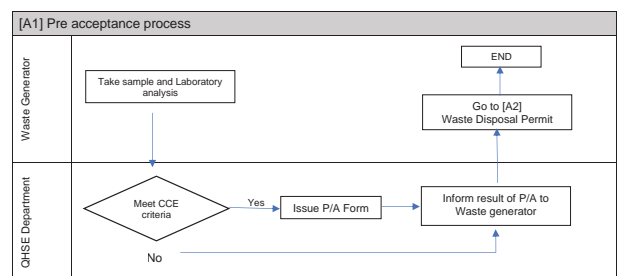 [A1] Pre acceptance process
Waste Generator
Take sample and Laboratory
analysis
END
Go to [A2]
Waste Disposal Permit
QHSE Department
Meet CCE
criteria
Yes
Issue P/A Form
Inform result of P/A to
Waste generator
No